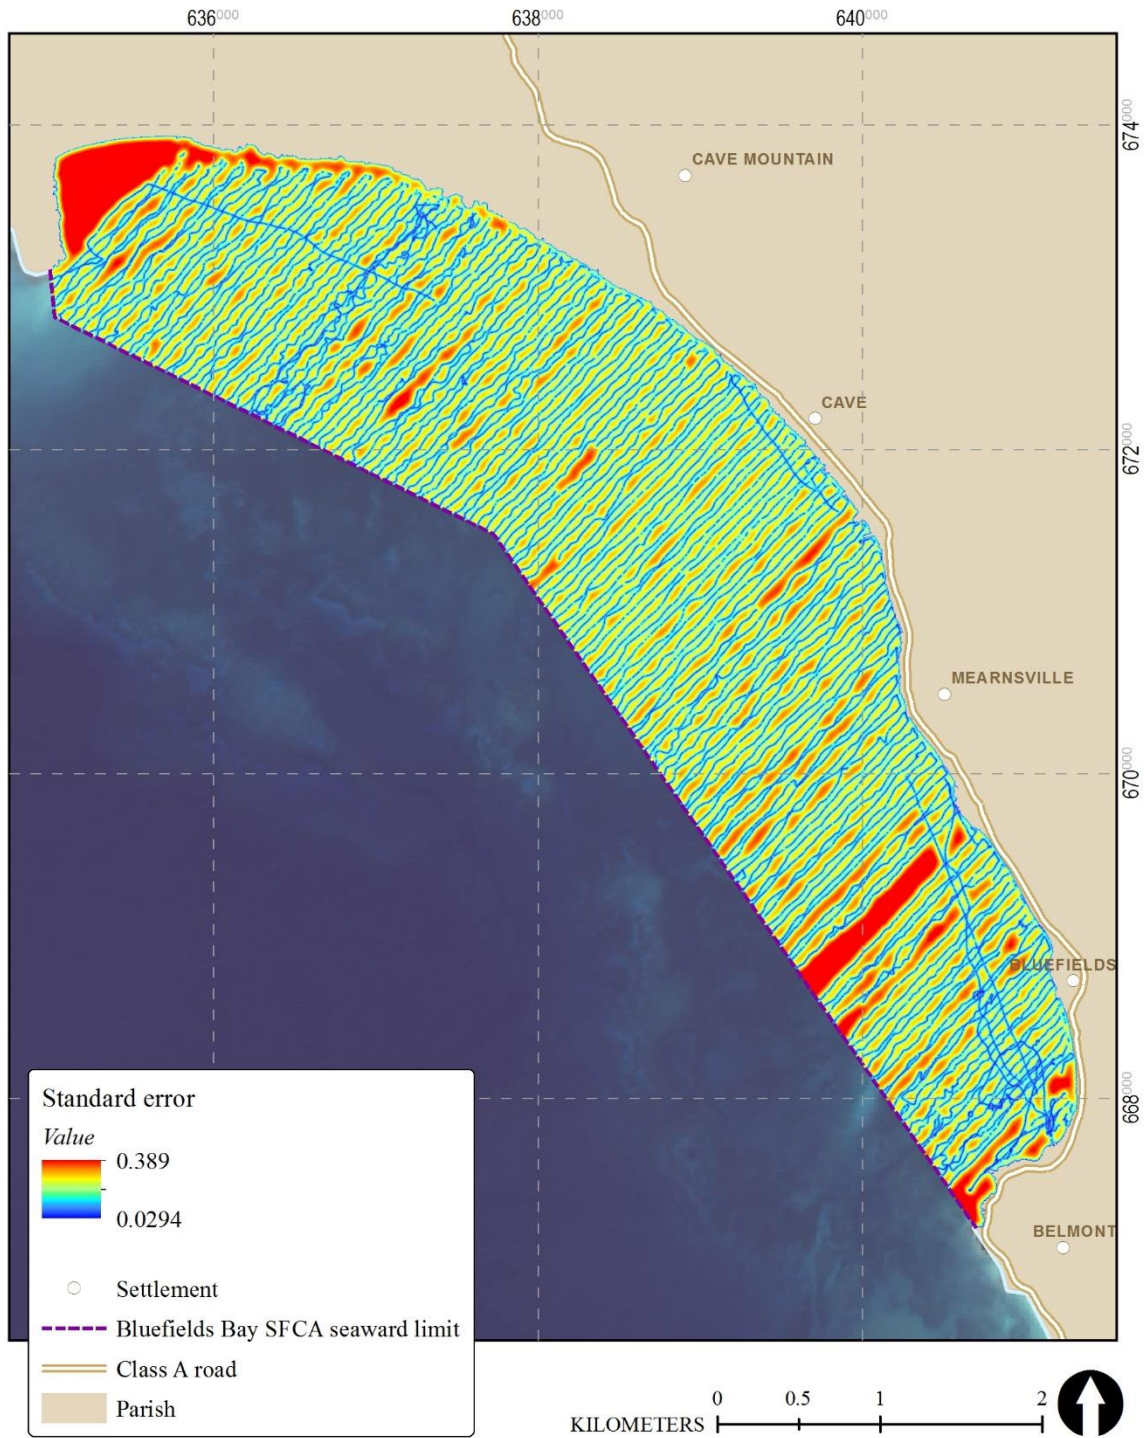 636000 638000 640000
674000
CAVE MOUNTAIN
CAVE
672000
MEARNSVILLE
670000
BLUEFIELDS
668000
BELMONT
Standard error
Value
0.389
0.0294
Settlement
Bluefields Bay SFCA seaward limit
Class A road
Parish
0 0.5 1 2
KILOMETERS